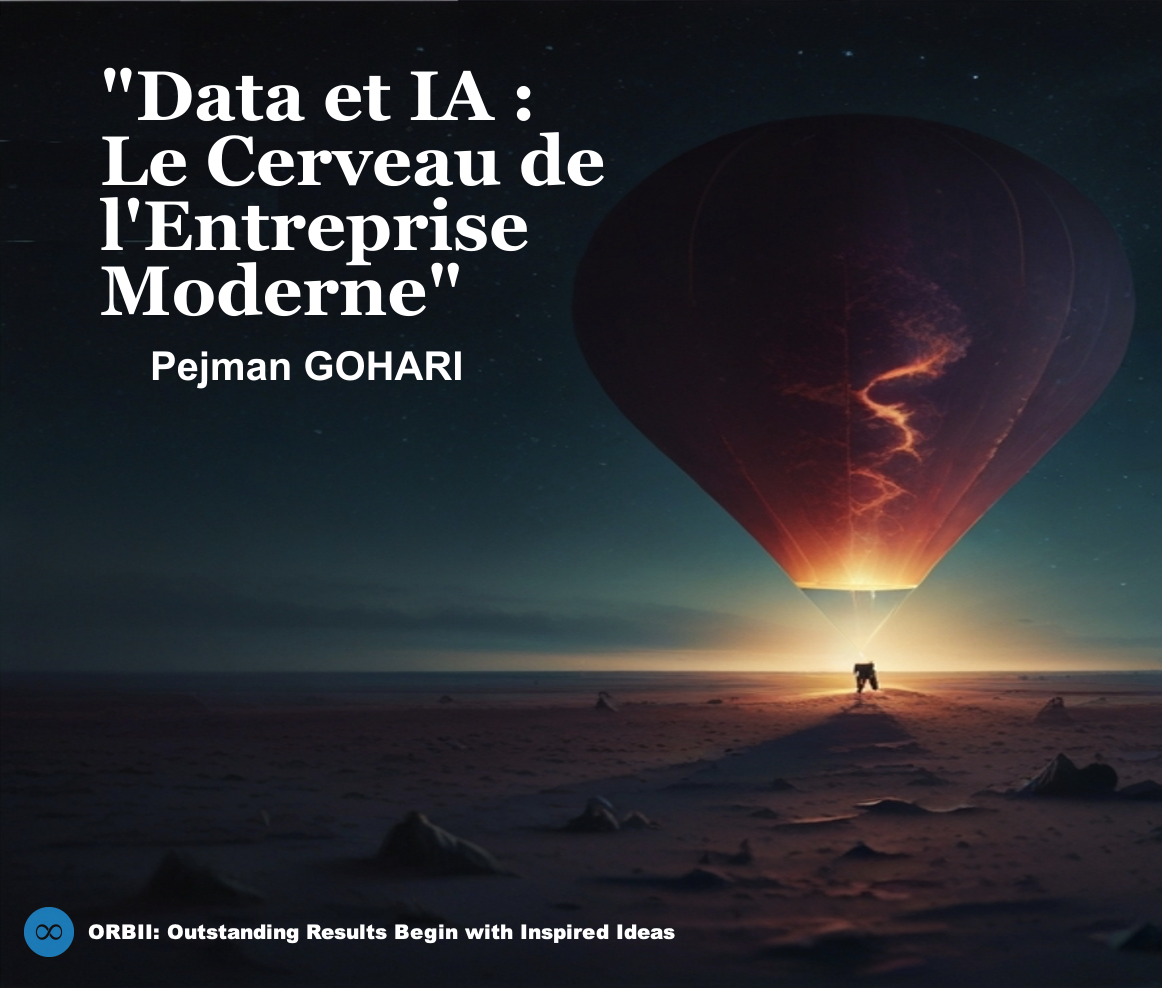 "Data et IA :
Le Cerveau de
l'Entreprise
Moderne"
Pejman GOHARI
ORBII: Outstanding Results Begin with Inspired Ideas